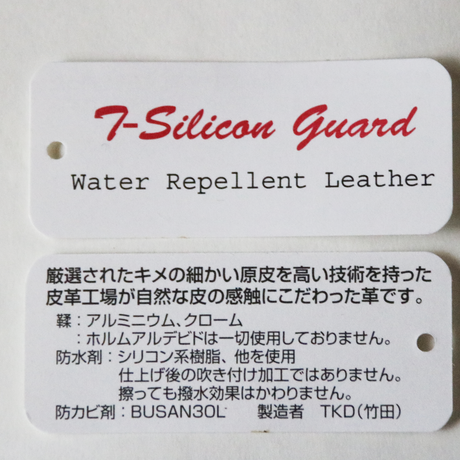 T-Silicon Guard
Water Repellent Leather
厳選されたキメの細かい原皮を高い技術を持った
皮革工場が自然な皮の感触にこだわった革です。
鞣：アルミニウム、クローム
：ホルムアルデビドは一切使用しておりません。
防水剤：シリコン系樹脂、他を使用
仕上げ後の吹き付け加工ではありません。
擦っても撥水効果はかわりません。
防カビ剤：BUSAN30L 製造者 TKD(竹田)